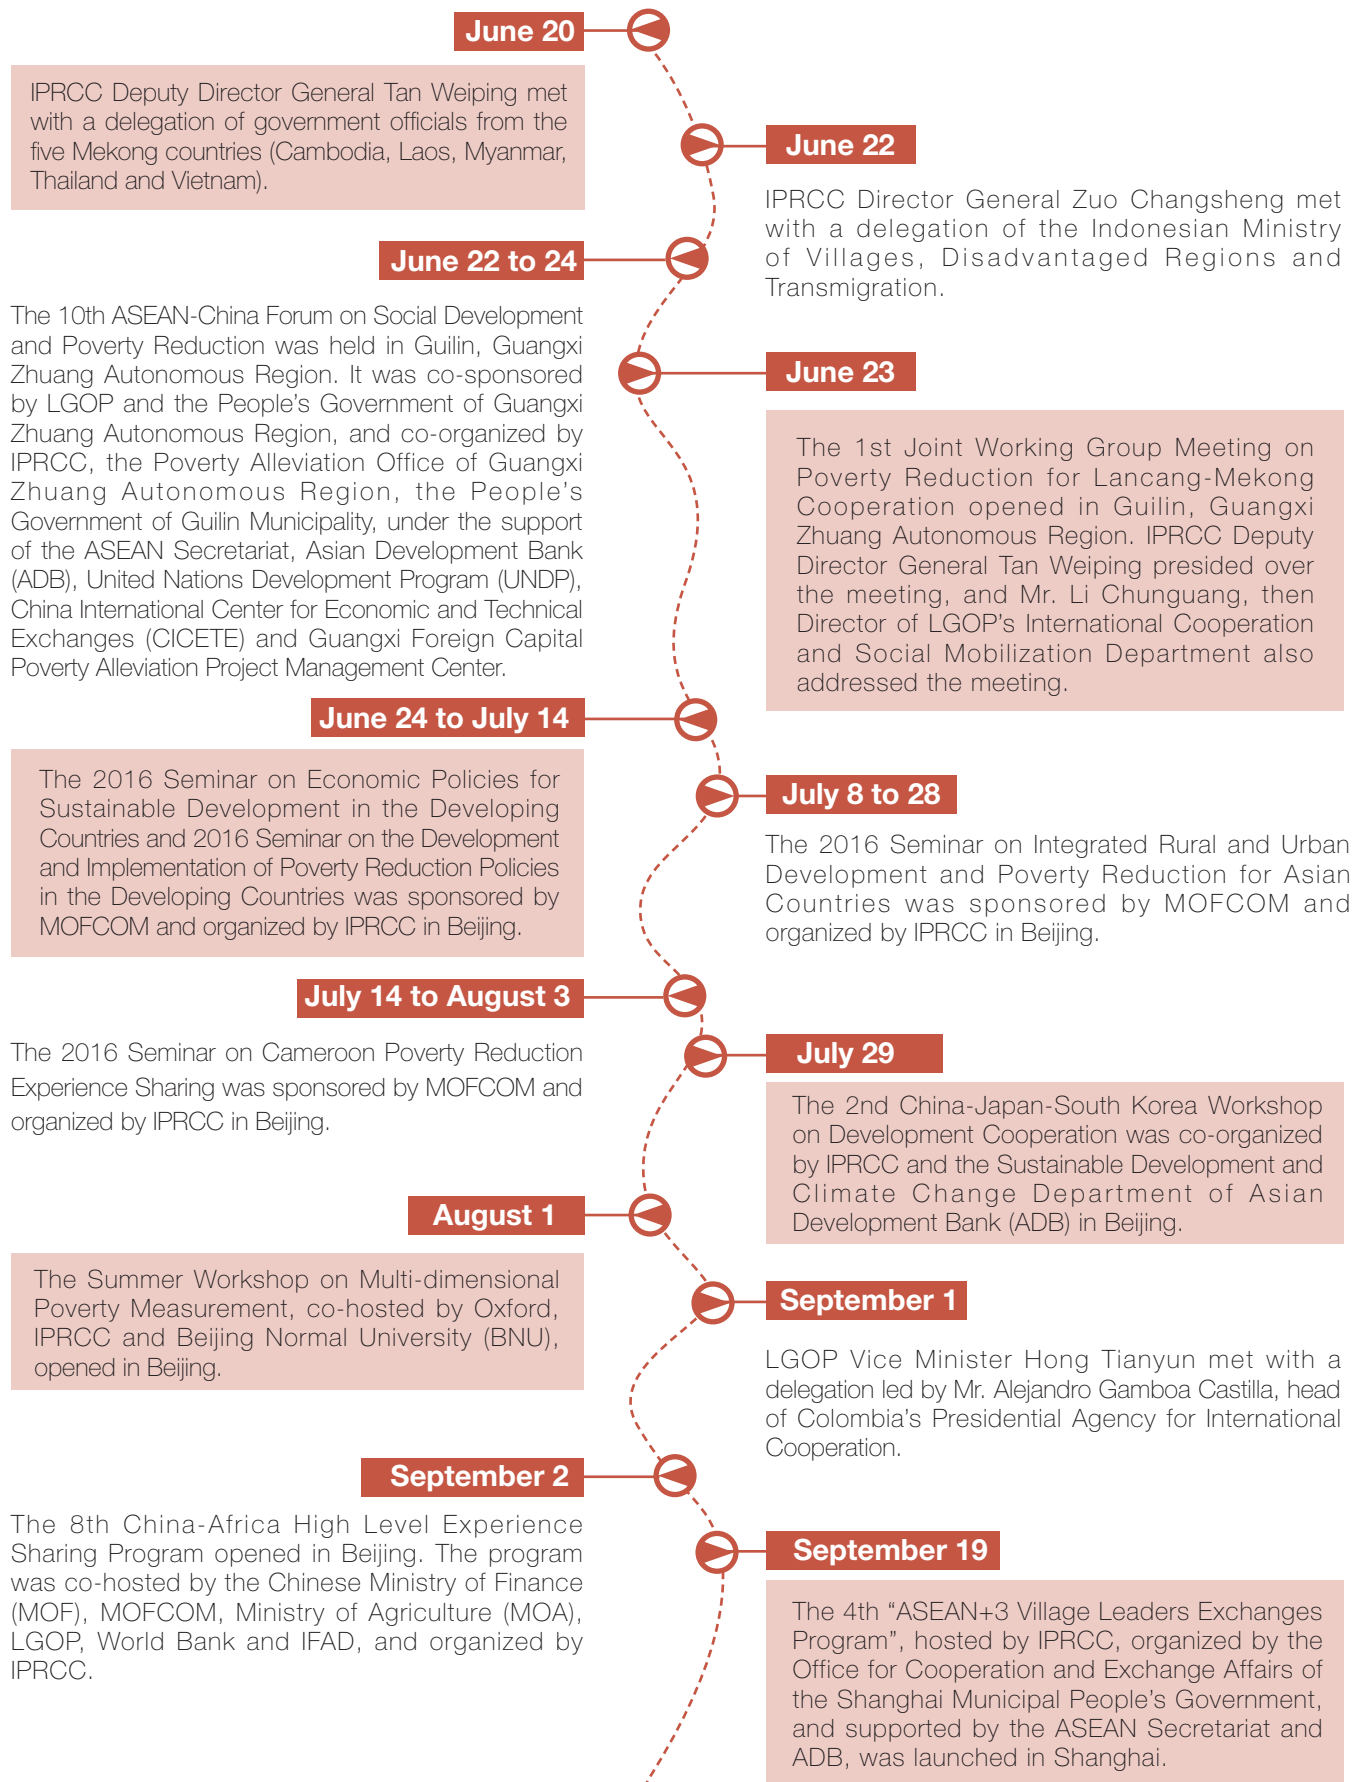 June 20
IPRCC Deputy Director General Tan Weiping met
with a delegation of government officials from the
five Mekong countries (Cambodia, Laos, Myanmar,
Thailand and Vietnam).
June 22
IPRCC Director General Zuo Changsheng met
with a delegation of the Indonesian Ministry
of Villages, Disadvantaged Regions and
Transmigration.
June 22 to 24
The 10th ASEAN-China Forum on Social Development
and Poverty Reduction was held in Guilin, Guangxi
Zhuang Autonomous Region. It was co-sponsored
by LGOP and the People’s Government of Guangxi
Zhuang Autonomous Region, and co-organized by
IPRCC, the Poverty Alleviation Office of Guangxi
Zhuang Autonomous Region, the People’s
Government of Guilin Municipality, under the support
of the ASEAN Secretariat, Asian Development Bank
(ADB), United Nations Development Program (UNDP),
China International Center for Economic and Technical
Exchanges (CICETE) and Guangxi Foreign Capital
Poverty Alleviation Project Management Center.
June 23
The 1st Joint Working Group Meeting on
Poverty Reduction for Lancang-Mekong
Cooperation opened in Guilin, Guangxi
Zhuang Autonomous Region. IPRCC Deputy
Director General Tan Weiping presided over
the meeting, and Mr. Li Chunguang, then
Director of LGOP’s International Cooperation
and Social Mobilization Department also
addressed the meeting.
June 24 to July 14
The 2016 Seminar on Economic Policies for
Sustainable Development in the Developing
Countries and 2016 Seminar on the Development
and Implementation of Poverty Reduction Policies
in the Developing Countries was sponsored by
MOFCOM and organized by IPRCC in Beijing.
July 8 to 28
The 2016 Seminar on Integrated Rural and Urban
Development and Poverty Reduction for Asian
Countries was sponsored by MOFCOM and
organized by IPRCC in Beijing.
July 14 to August 3
The 2016 Seminar on Cameroon Poverty Reduction
Experience Sharing was sponsored by MOFCOM and
organized by IPRCC in Beijing.
July 29
The 2nd China-Japan-South Korea Workshop
on Development Cooperation was co-organized
by IPRCC and the Sustainable Development and
Climate Change Department of Asian
Development Bank (ADB) in Beijing.
August 1
The Summer Workshop on Multi-dimensional
Poverty Measurement, co-hosted by Oxford,
IPRCC and Beijing Normal University (BNU),
opened in Beijing.
September 1
LGOP Vice Minister Hong Tianyun met with a
delegation led by Mr. Alejandro Gamboa Castilla, head
of Colombia’s Presidential Agency for International
Cooperation.
September 2
The 8th China-Africa High Level Experience
Sharing Program opened in Beijing. The program
was co-hosted by the Chinese Ministry of Finance
(MOF), MOFCOM, Ministry of Agriculture (MOA),
LGOP, World Bank and IFAD, and organized by
IPRCC.
September 19
The 4th “ASEAN+3 Village Leaders Exchanges
Program”, hosted by IPRCC, organized by the
Office for Cooperation and Exchange Affairs of
the Shanghai Municipal People’s Government,
and supported by the ASEAN Secretariat and
ADB, was launched in Shanghai.